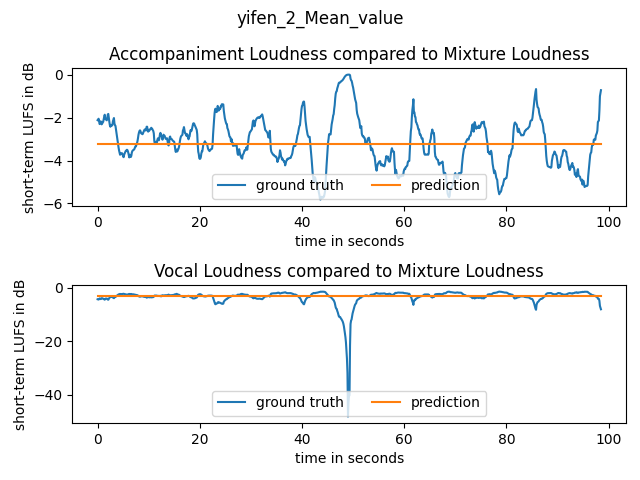 yifen_2_Mean_value
Accompaniment Loudness compared to Mixture Loudness
short-term LUFS in dB
0
−2
−4
−6
ground truth
prediction
0
20
40
60
80
100
time in seconds
Vocal Loudness compared to Mixture Loudness
short-term LUFS in dB
0
−20
−40
ground truth
prediction
0
20
40
60
80
100
time in seconds